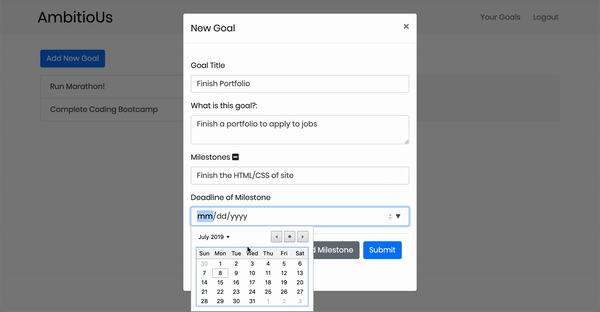 AmbitioUs
Your Goals
Logout
Add New Goal
Run Marathon!
Complete Coding Bootcamp
New Goal
×
Goal Title
Finish Portfolio
What is this goal?:
Finish a portfolio to apply to jobs
Milestones
Finish the HTML/CSS of site
Deadline of Milestone
mm/dd/yyyy
July 2019
Sun Mon Tue Wed Thu Fri Sat
30 1 2 3 4 5 6
7 8 9 10 11 12 13
14 15 16 17 18 19 20
21 22 23 24 25 26 27
28 29 30 31 1 2 3
Milestone
Submit